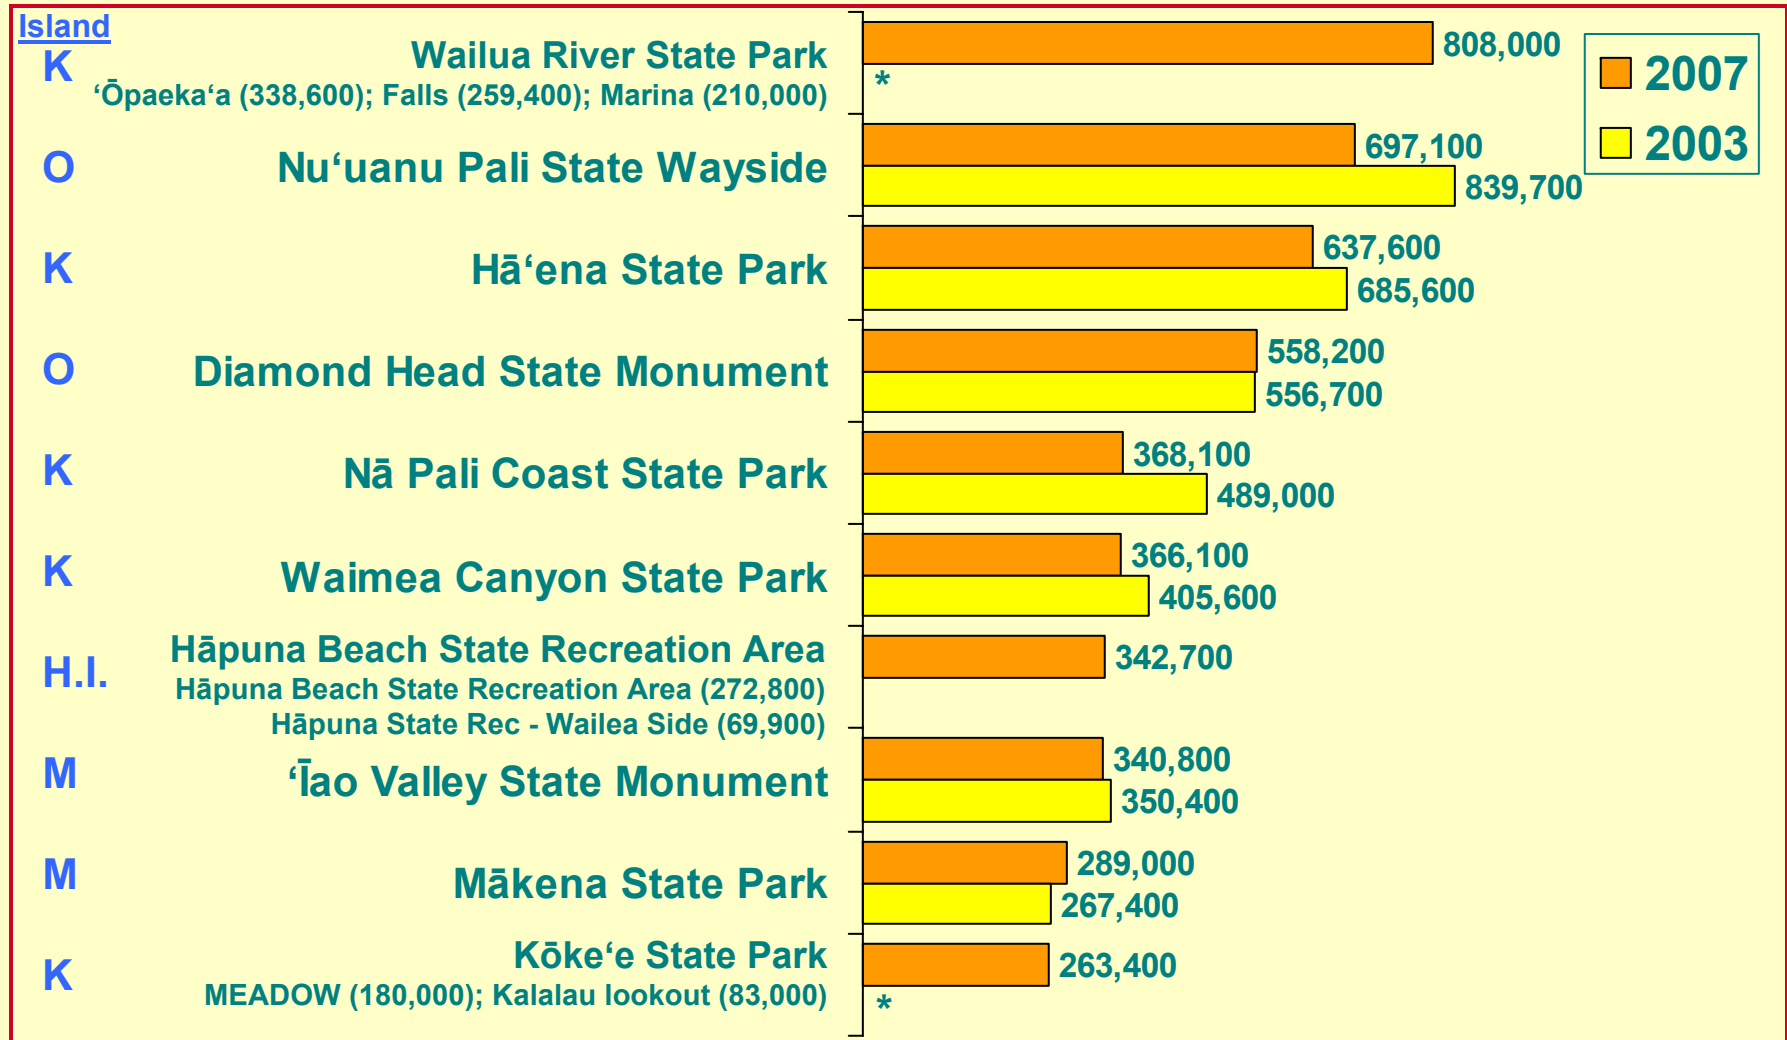 Island
K
Wailua River State Park
808,000
ʻŌpaekaʻa (338,600); Falls (259,400); Marina (210,000)
*
2007
2003
O
Nuʻuanu Pali State Wayside
697,100
839,700
K
Hāʻena State Park
637,600
685,600
O
Diamond Head State Monument
558,200
556,700
K
Nā Pali Coast State Park
368,100
489,000
K
Waimea Canyon State Park
366,100
405,600
H.I.
Hāpuna Beach State Recreation Area
342,700
Hāpuna Beach State Recreation Area (272,800)
Hāpuna State Rec - Wailea Side (69,900)
M
ʻĪao Valley State Monument
340,800
350,400
M
Mākena State Park
289,000
267,400
K
Kōkeʻe State Park
263,400
MEADOW (180,000); Kalalau lookout (83,000)
*